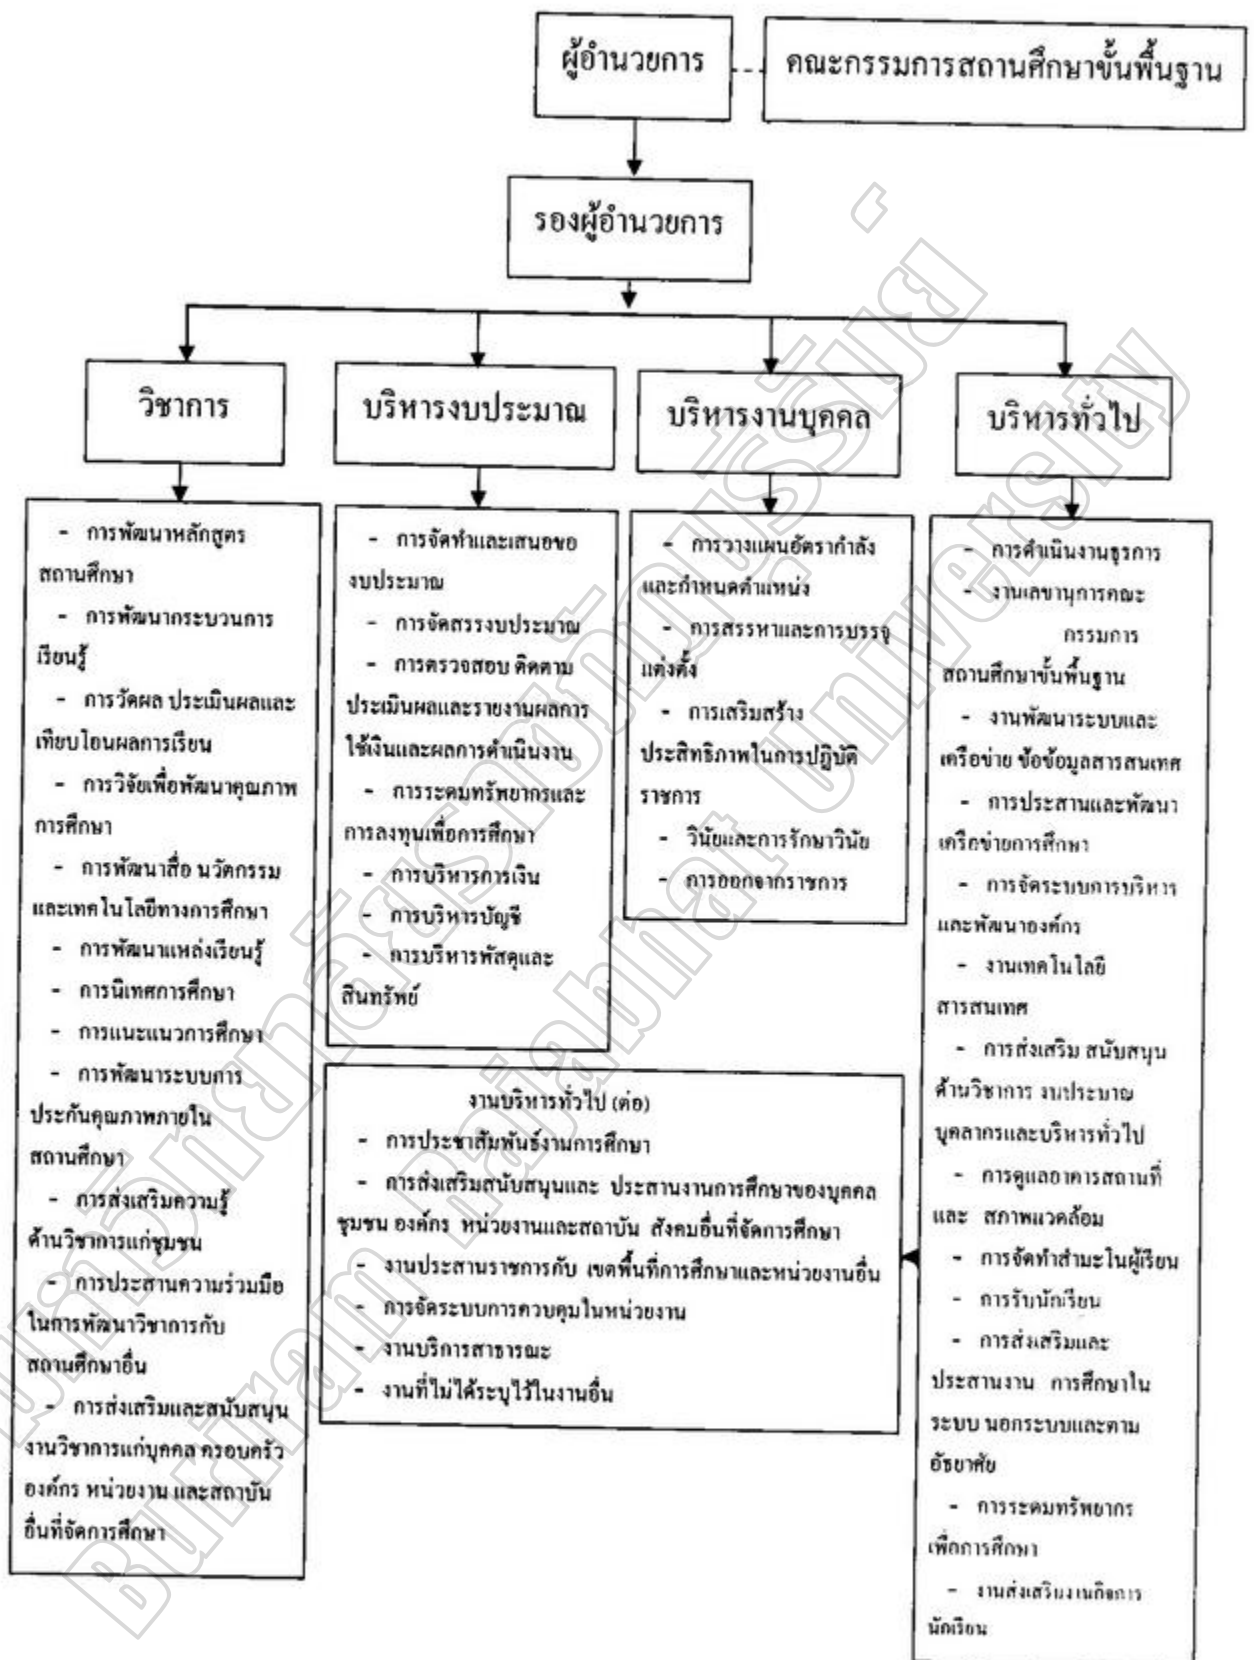 ผู้อำนวยการ
คณะกรรมการสถานศึกษาขั้นพื้นฐาน
รองผู้อำนวยการ
วิชาการ
บริหารงบประมาณ
บริหารงานบุคคล
บริหารทั่วไป
- การพัฒนาหลักสูตร
สถานศึกษา
- การพัฒนากระบวนการ
เรียนรู้
- การวัดผล ประเมินผลและ
เทียบโอนผลการเรียน
- การวิจัยเพื่อพัฒนาคุณภาพ
การศึกษา
- การพัฒนาสื่อ นวัตกรรม
และเทคโนโลยีทางการศึกษา
- การพัฒนาแหล่งเรียนรู้
- การนิเทศการศึกษา
- การแนะแนวการศึกษา
- การพัฒนาระบบการ
ประกันคุณภาพภายใน
สถานศึกษา
- การส่งเสริมความรู้
ด้านวิชาการแก่ชุมชน
- การประสานความร่วมมือ
ในการพัฒนาวิชาการกับ
สถานศึกษาอื่น
- การส่งเสริมและสนับสนุน
งานวิชาการแก่บุคคล ครอบครัว
องค์กร หน่วยงาน และสถาบัน
อื่นที่จัดการศึกษา
- การจัดทำและเสนอขอ
งบประมาณ
- การจัดสรรงบประมาณ
- การตรวจสอบ ติดตาม
ประเมินผลและรายงานผลการ
ใช้เงินและผลการดำเนินงาน
- การระดมทรัพยากรและ
การลงทุนเพื่อการศึกษา
- การบริหารการเงิน
- การบริหารบัญชี
- การบริหารพัสดุและ
สินทรัพย์
- การวางแผนอัตรากำลัง
และกำหนดตำแหน่ง
- การสรรหาและการบรรจุ
แต่งตั้ง
- การเสริมสร้าง
ประสิทธิภาพในการปฏิบัติ
ราชการ
- วินัยและการรักษาวินัย
- การออกจากราชการ
- การดำเนินงานธุรการ
- งานเลขานุการคณะ
กรรมการ
สถานศึกษาขั้นพื้นฐาน
- งานพัฒนาระบบและ
เครือข่าย ข้อข้อมูลสารสนเทศ
- การประสานและพัฒนา
เครือข่ายการศึกษา
- การจัดระบบการบริหาร
และพัฒนาองค์กร
- งานเทคโนโลยี
สารสนเทศ
- การส่งเสริม สนับสนุน
ด้านวิชาการ งบประมาณ
บุคลากรและบริหารทั่วไป
- การดูแลอาคารสถานที่
และ สภาพแวดล้อม
- การจัดทำสำมะโนผู้เรียน
- การรับนักเรียน
- การส่งเสริมและ
ประสานงาน การศึกษาใน
ระบบ นอกระบบและตาม
อัธยาศัย
- การระดมทรัพยากร
เพื่อการศึกษา
- งานส่งเสริมงานกิจการ
นักเรียน
งานบริหารทั่วไป (ต่อ)
- การประชาสัมพันธ์งานการศึกษา
- การส่งเสริมสนับสนุนและ ประสานงานการศึกษาของบุคคล
ชุมชน องค์กร หน่วยงานและสถาบัน สังคมอื่นที่จัดการศึกษา
- งานประสานราชการกับ เขตพื้นที่การศึกษาและหน่วยงานอื่น
- การจัดระบบการควบคุมในหน่วยงาน
- งานบริการสาธารณะ
- งานที่ไม่ได้ระบุไว้ในงานอื่น
มหาวิทยาลัยราชภัฏบุรีรัมย์
Buriram Rajabhat University